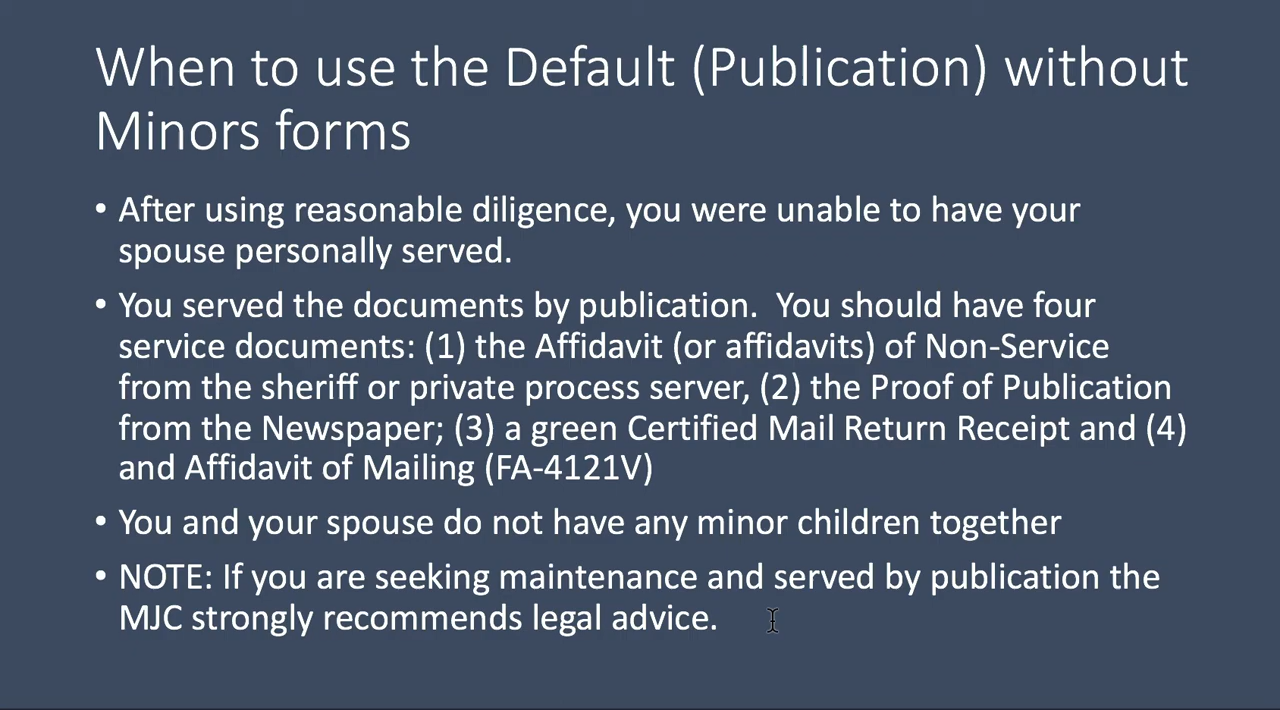 When to use the Default (Publication) without
Minors forms
• After using reasonable diligence, you were unable to have your
spouse personally served.
• You served the documents by publication.  You should have four
service documents: (1) the Affidavit (or affidavits) of Non-Service
from the sheriff or private process server, (2) the Proof of Publication
from the Newspaper; (3) a green Certified Mail Return Receipt and (4)
and Affidavit of Mailing (FA-4121V)
• You and your spouse do not have any minor children together
• NOTE: If you are seeking maintenance and served by publication the
MJC strongly recommends legal advice.